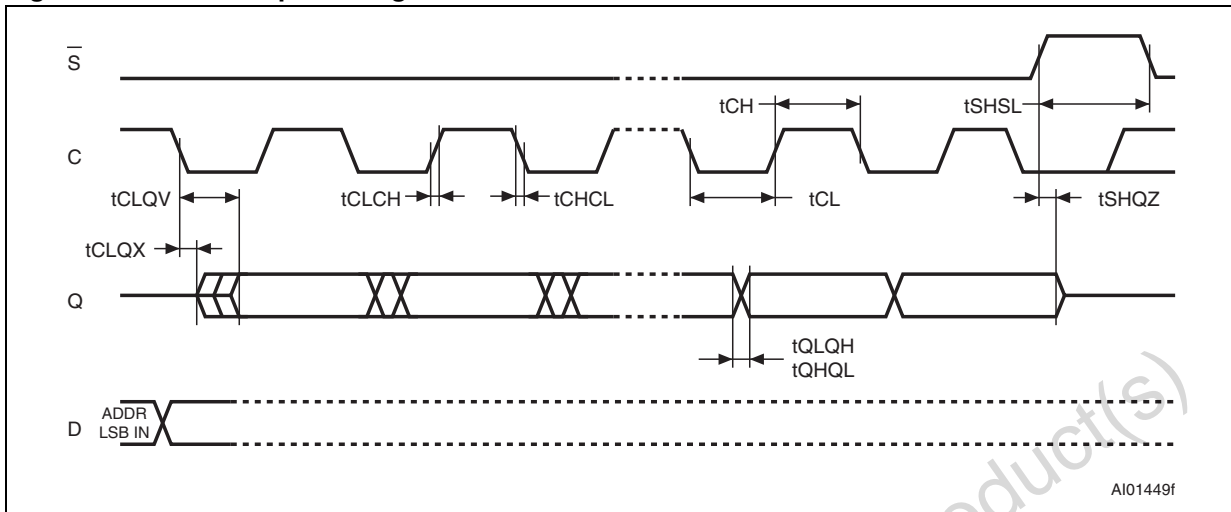 S
tCH
tSHSL
C
tCLQV
tCLCH
tCHCL
tCL
tSHQZ
tCLQX
Q
tQLQH
tQHQL
D
ADDR
LSB IN
AI01449f